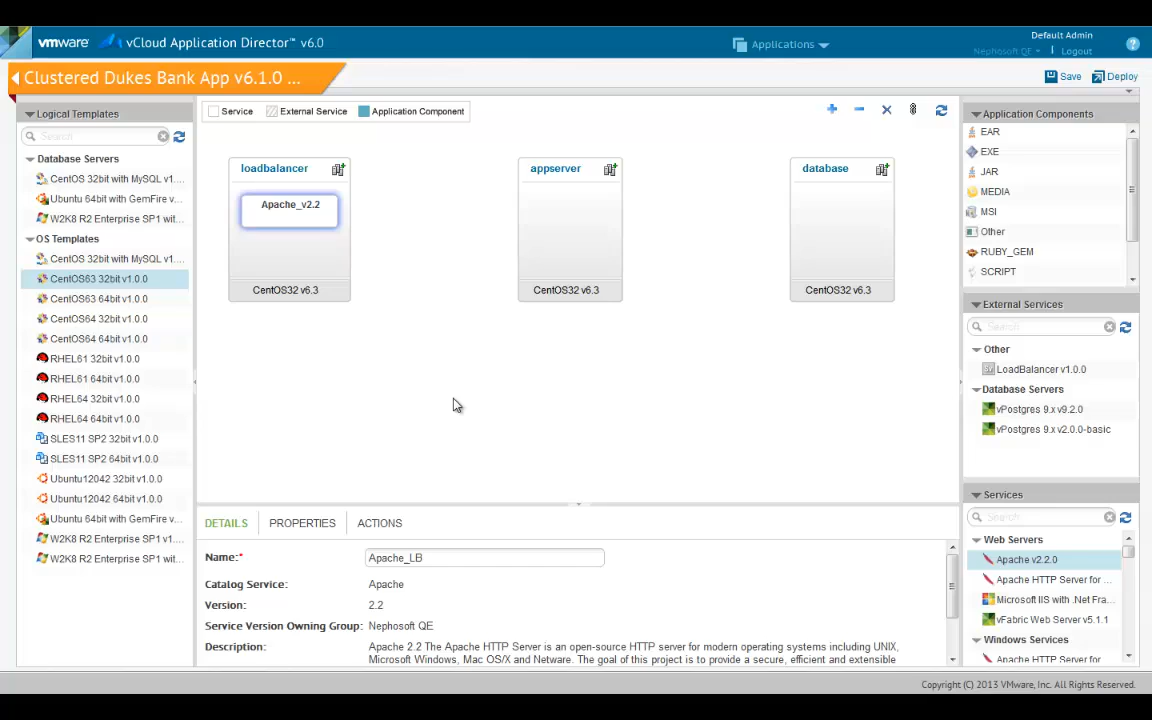 vmware vCloud Application Director™ v6.0
Applications
Default Admin
Nephosoft QE
Logout
Clustered Dukes Bank App v6.1.0 ...
Save
Deploy
Logical Templates
Search
Database Servers
CentOS 32bit with MySQL v1....
Ubuntu 64bit with GemFire v...
W2K8 R2 Enterprise SP1 wit...
OS Templates
CentOS 32bit with MySQL v1....
CentOS63 32bit v1.0.0
CentOS63 64bit v1.0.0
CentOS64 32bit v1.0.0
CentOS64 64bit v1.0.0
RHEL61 32bit v1.0.0
RHEL61 64bit v1.0.0
RHEL64 32bit v1.0.0
RHEL64 64bit v1.0.0
SLES11 SP2 32bit v1.0.0
SLES11 SP2 64bit v1.0.0
Ubuntu12042 32bit v1.0.0
Ubuntu12042 64bit v1.0.0
Ubuntu 64bit with GemFire v...
W2K8 R2 Enterprise SP1 v1...
W2K8 R2 Enterprise SP1 wit...
Service
External Service
Application Component
loadbalancer
Apache_v2.2
CentOS32 v6.3
appserver
CentOS32 v6.3
database
CentOS32 v6.3
DETAILS
PROPERTIES
ACTIONS
Name:*
Apache_LB
Catalog Service:
Apache
Version:
2.2
Service Version Owning Group:
Nephosoft QE
Description:
Apache 2.2 The Apache HTTP Server is an open-source HTTP server for modern operating systems including UNIX,
Microsoft Windows, Mac OS/X and Netware. The goal of this project is to provide a secure, efficient and extensible
Application Components
EAR
EXE
JAR
MEDIA
MSI
Other
RUBY_GEM
SCRIPT
External Services
Search
Other
LoadBalancer v1.0.0
Database Servers
vPostgres 9.x v9.2.0
vPostgres 9.x v2.0.0-basic
Services
Search
Web Servers
Apache v2.2.0
Apache HTTP Server for ...
Microsoft IIS with .Net Fra...
vFabric Web Server v5.1.1
Windows Services
Apache HTTP Server for
Copyright (C) 2013 VMware, Inc. All Rights Reserved.